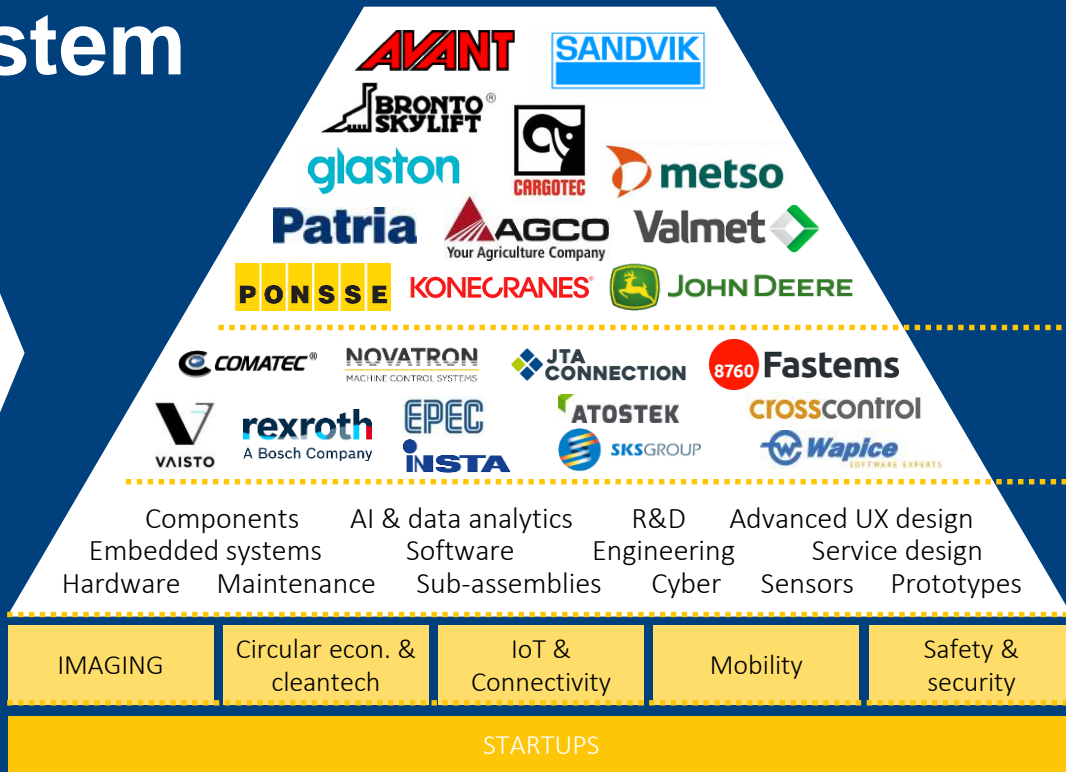 stem
AVANT
SANDVIK
BRONTO
SKYLIFT®
CARGOTEC
glaston
metso
Patria
AGCO
Your Agriculture Company
Valmet
PONSSE
KONECRANES®
JOHN DEERE
COMATEC®
NOVATRON
MACHINE CONTROL SYSTEMS
JTA
CONNECTION
8760 Fastems
VAISTO
rexroth
A Bosch Company
EPEC
INSTA
ATOSTEK
SKSGROUP
crosscontrol
Wapice
SOFTWARE EXPERTS
Components AI & data analytics R&D Advanced UX design
Embedded systems Software Engineering Service design
Hardware Maintenance Sub-assemblies Cyber Sensors Prototypes
IMAGING
Circular econ. &
cleantech
IoT &
Connectivity
Mobility
Safety &
security
STARTUPS